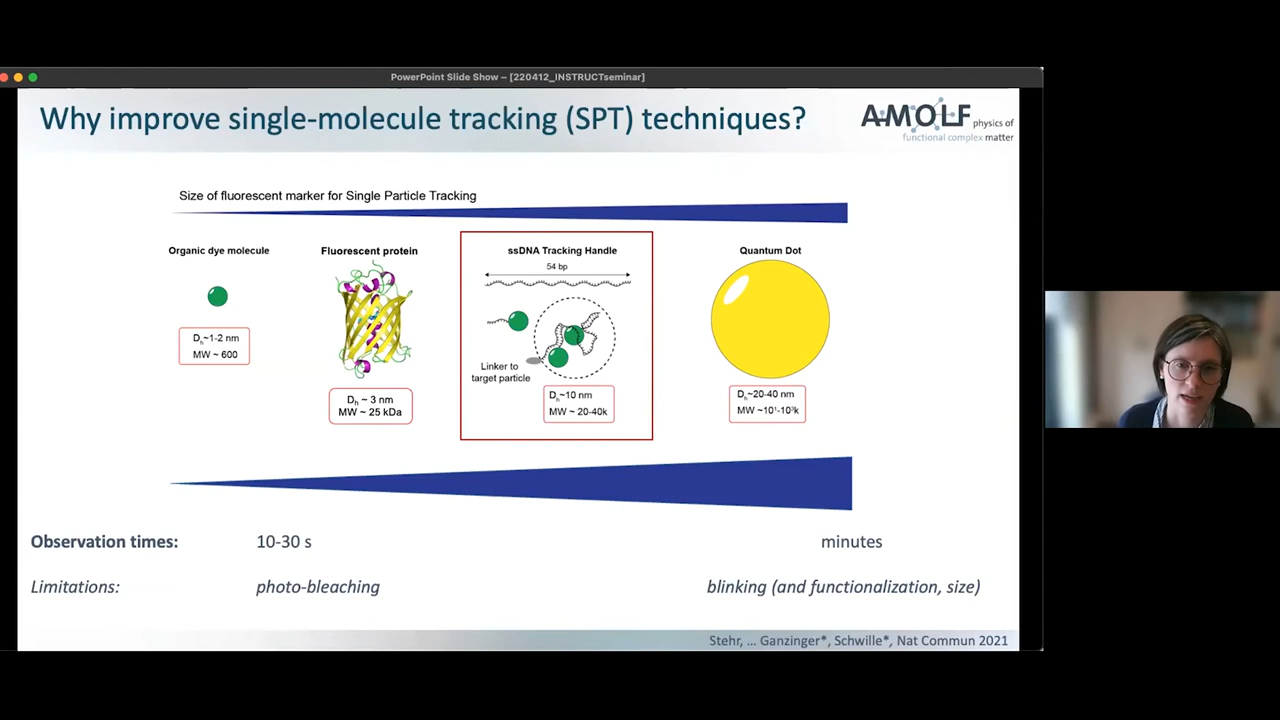 PowerPoint Slide Show – [220412_INSTRUCTseminar]
Why improve single-molecule tracking (SPT) techniques?
AMOLF physics of
functional complex matter
Size of fluorescent marker for Single Particle Tracking
Organic dye molecule
Dh~1-2 nm
MW ~ 600
Fluorescent protein
Dh ~ 3 nm
MW ~ 25 kDa
ssDNA Tracking Handle
54 bp
Linker to
target particle
Dh~10 nm
MW ~ 20-40k
Quantum Dot
Dh~20-40 nm
MW ~10¹-10³k
Observation times: 10-30 s minutes
Limitations: photo-bleaching blinking (and functionalization, size)
Stehr, ... Ganzinger*, Schwille*, Nat Commun 2021